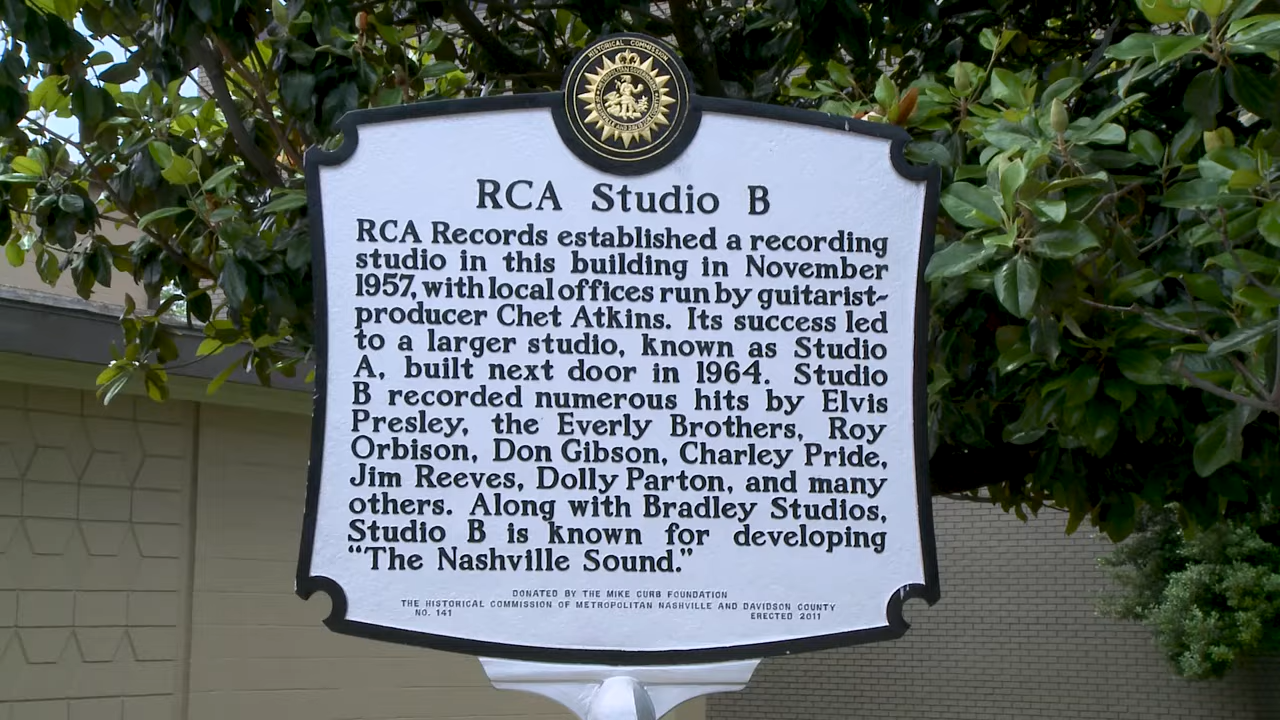 HISTORICAL COMMISSION
RCA Studio B
RCA Records established a recording
studio in this building in November
1957, with local offices run by guitarist-
producer Chet Atkins. Its success led
to a larger studio, known as Studio
A, built next door in 1964. Studio
B recorded numerous hits by Elvis
Presley, the Everly Brothers, Roy
Orbison, Don Gibson, Charley Pride,
Jim Reeves, Dolly Parton, and many
others. Along with Bradley Studios,
Studio B is known for developing
“The Nashville Sound.”
DONATED BY THE MIKE CURB FOUNDATION
THE HISTORICAL COMMISSION OF METROPOLITAN NASHVILLE AND DAVIDSON COUNTY
NO. 141 ERECTED 2011